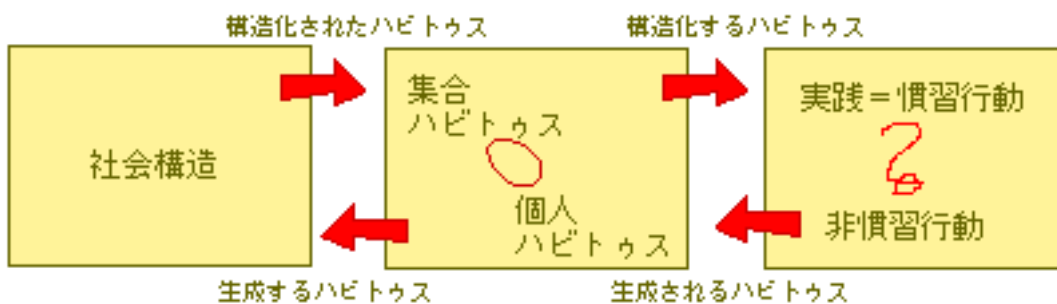 構造化されたハビトゥス
構造化するハビトゥス
社会構造
集合
ハビトゥス
個人
ハビトゥス
実践=慣習行動
非慣習行動
生成するハビトゥス
生成されるハビトゥス